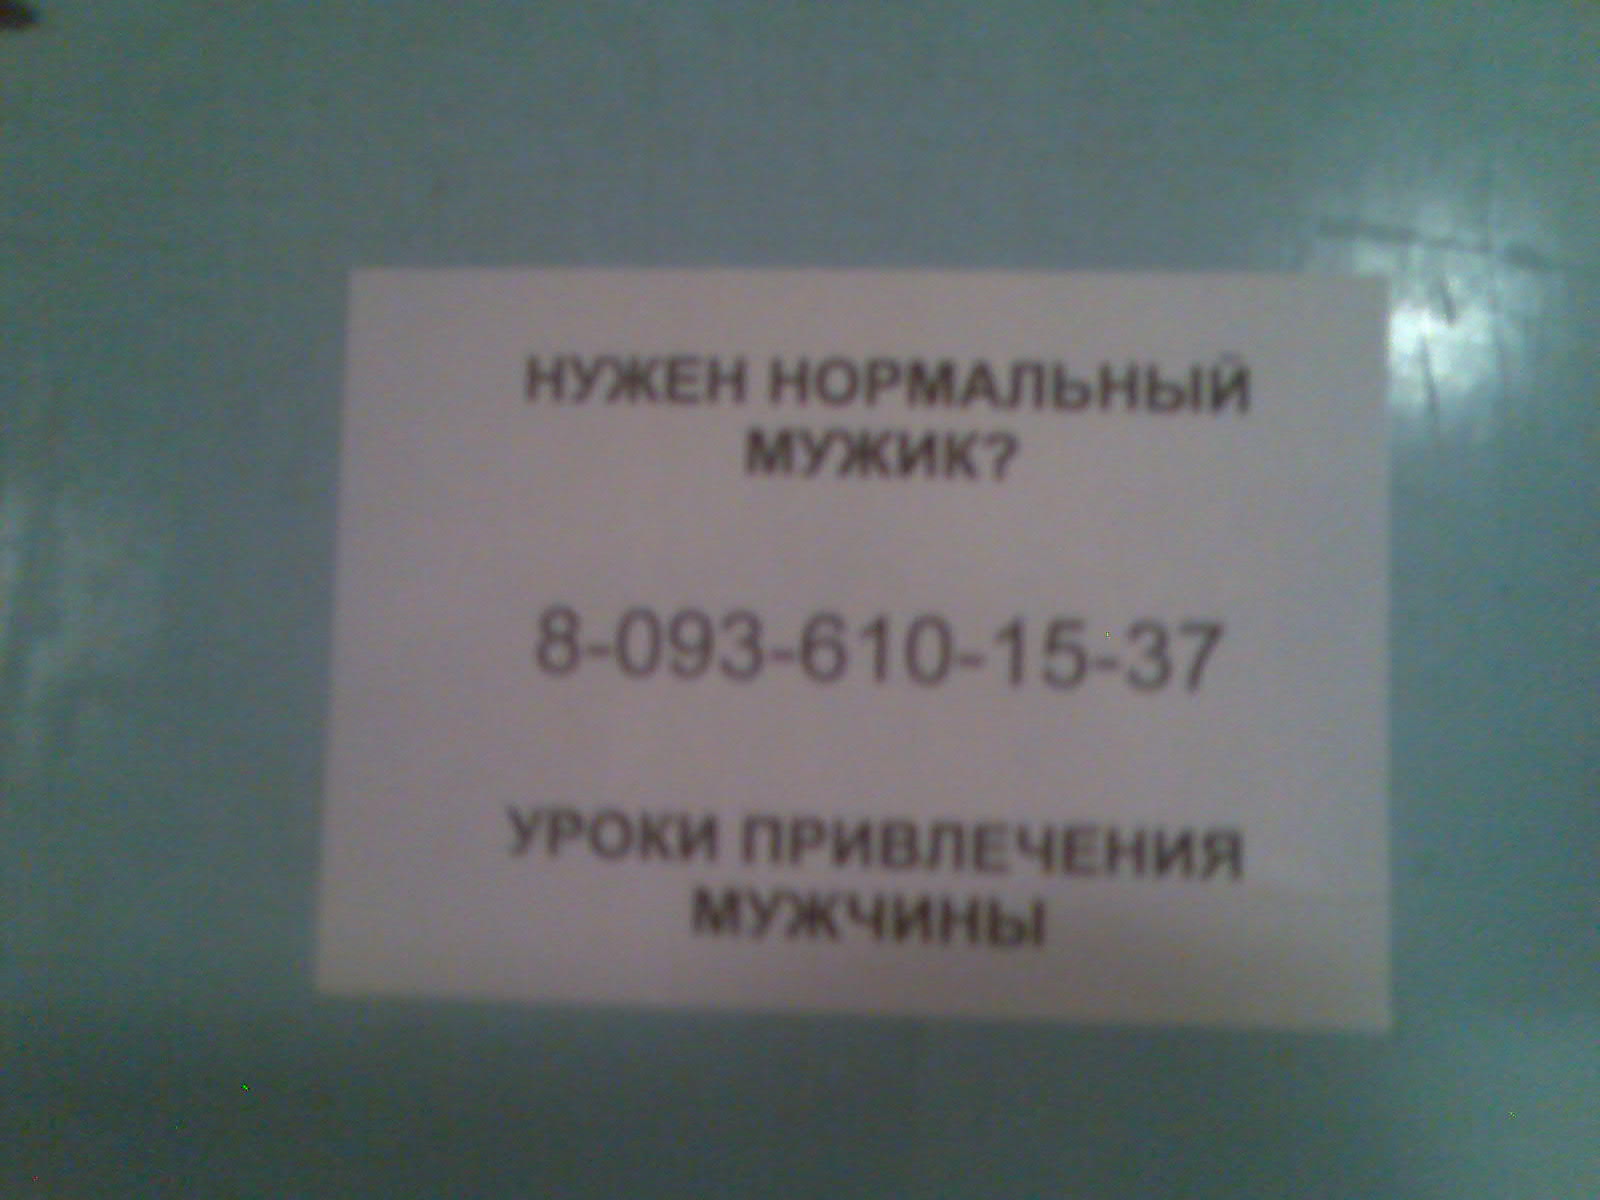 НУЖЕН НОРМАЛЬНЫЙ
МУЖИК?
8-093-610-15-37
УРОКИ ПРИВЛЕЧЕНИЯ
МУЖЧИНЫ